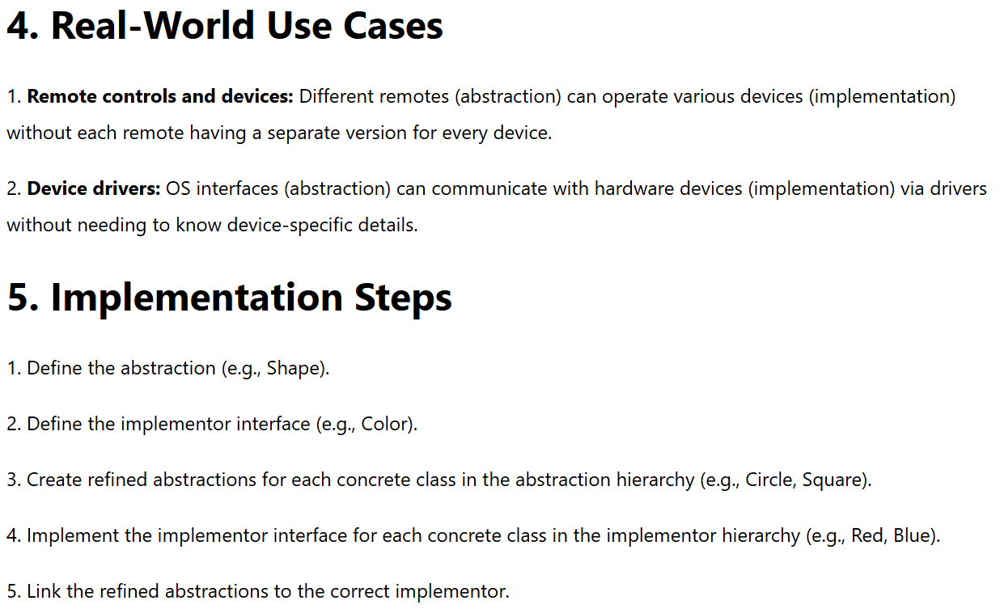 4. Real-World Use Cases
1. Remote controls and devices: Different remotes (abstraction) can operate various devices (implementation)
without each remote having a separate version for every device.
2. Device drivers: OS interfaces (abstraction) can communicate with hardware devices (implementation) via drivers
without needing to know device-specific details.
5. Implementation Steps
1. Define the abstraction (e.g., Shape).
2. Define the implementor interface (e.g., Color).
3. Create refined abstractions for each concrete class in the abstraction hierarchy (e.g., Circle, Square).
4. Implement the implementor interface for each concrete class in the implementor hierarchy (e.g., Red, Blue).
5. Link the refined abstractions to the correct implementor.